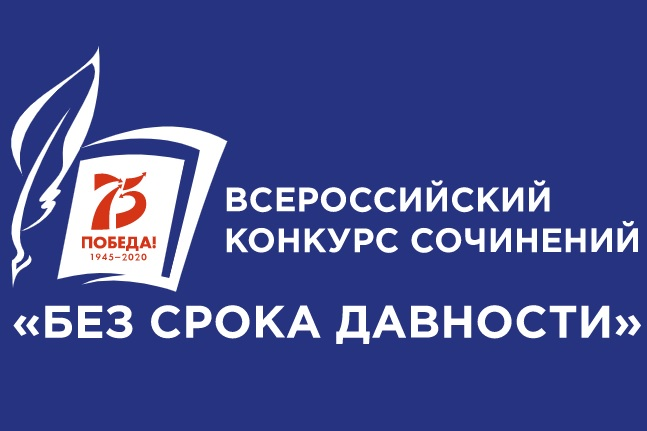 75
ПОБЕДА!
1945–2020
ВСЕРОССИЙСКИЙ
КОНКУРС СОЧИНЕНИЙ
«БЕЗ СРОКА ДАВНОСТИ»